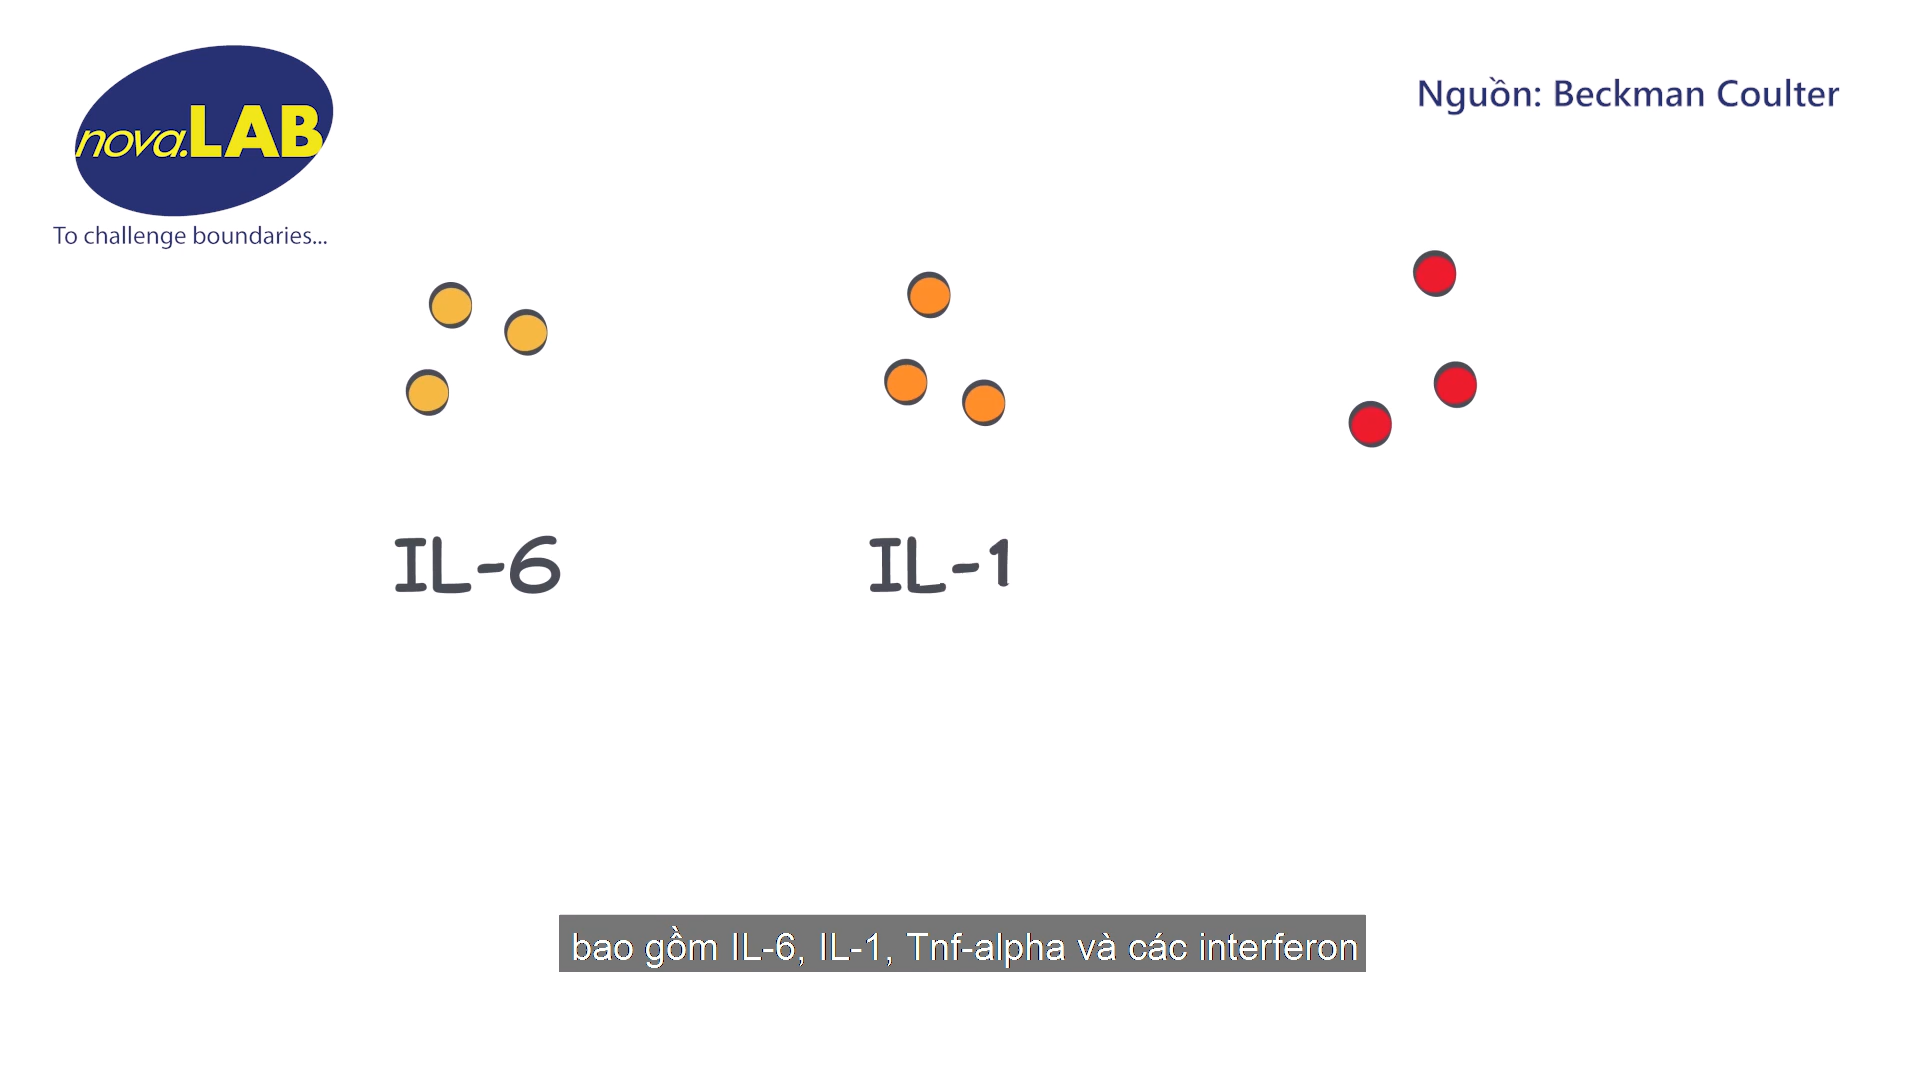 nova.LAB
To challenge boundaries...
Nguồn: Beckman Coulter
IL-6
IL-1
bao gồm IL-6, IL-1, Tnf-alpha và các interferon